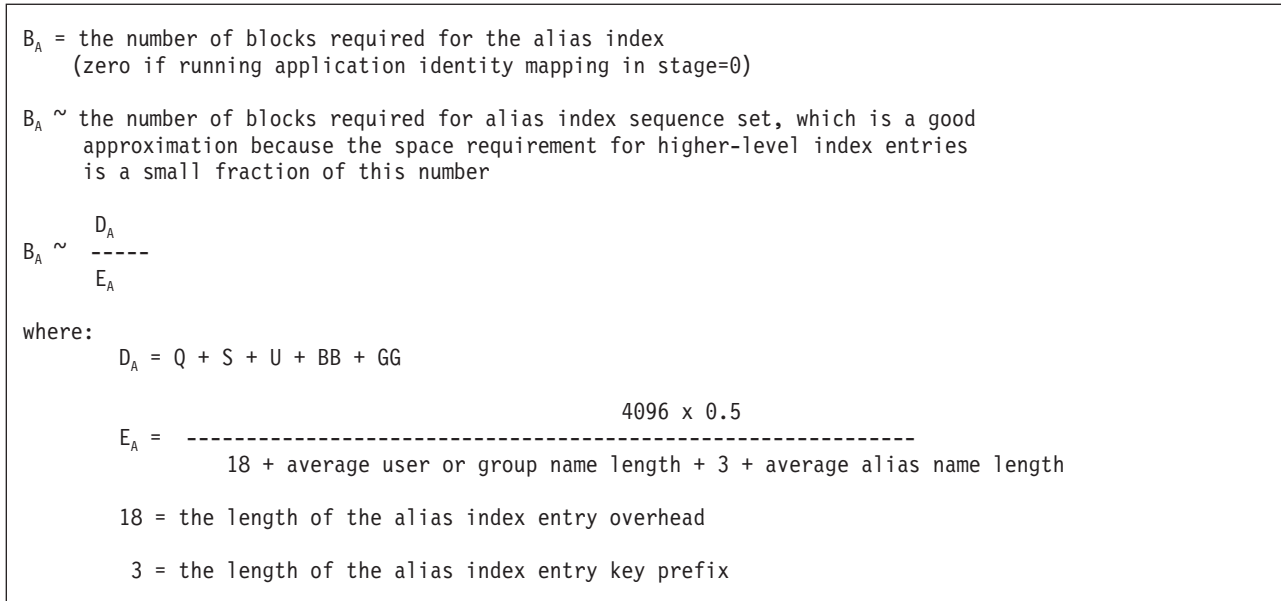 B_A = the number of blocks required for the alias index
(zero if running application identity mapping in stage=0)
B_A ~ the number of blocks required for alias index sequence set, which is a good
approximation because the space requirement for higher-level index entries
is a small fraction of this number
D_A
B_A ~ -----
E_A
where:
D_A = Q + S + U + BB + GG
4096 x 0.5
E_A = -------------------------------------------------------------
18 + average user or group name length + 3 + average alias name length
18 = the length of the alias index entry overhead
3 = the length of the alias index entry key prefix